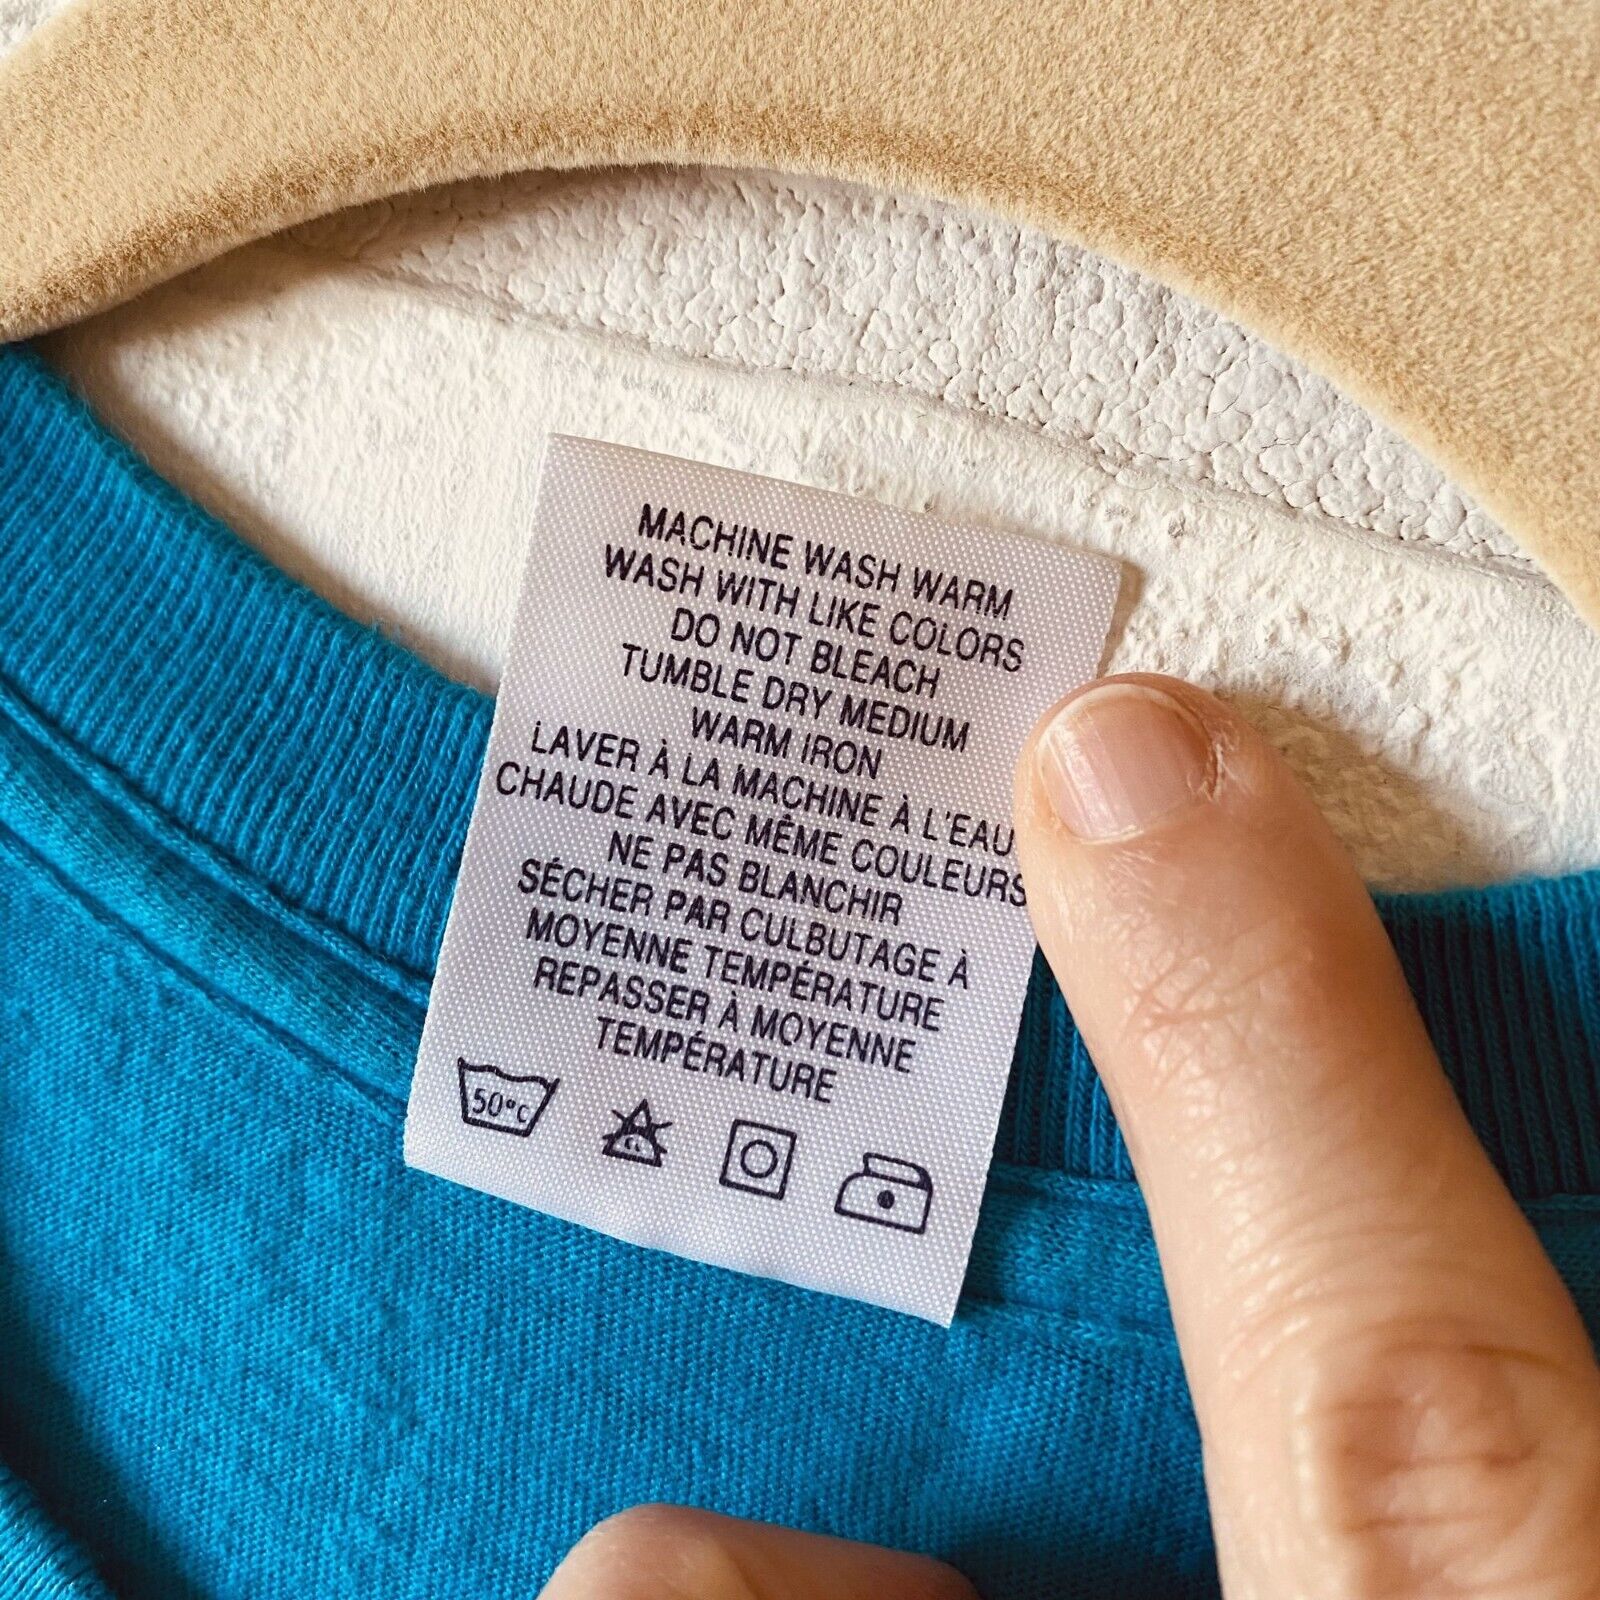 MACHINE WASH WARM
WASH WITH LIKE COLORS
DO NOT BLEACH
TUMBLE DRY MEDIUM
WARM IRON
LAVER À LA MACHINE À L'EAU
CHAUDE AVEC MÊME COULEURS
NE PAS BLANCHIR
SÉCHER PAR CULBUTAGE À
MOYENNE TEMPÉRATURE
REPASSER À MOYENNE
TEMPÉRATURE
50°C CL